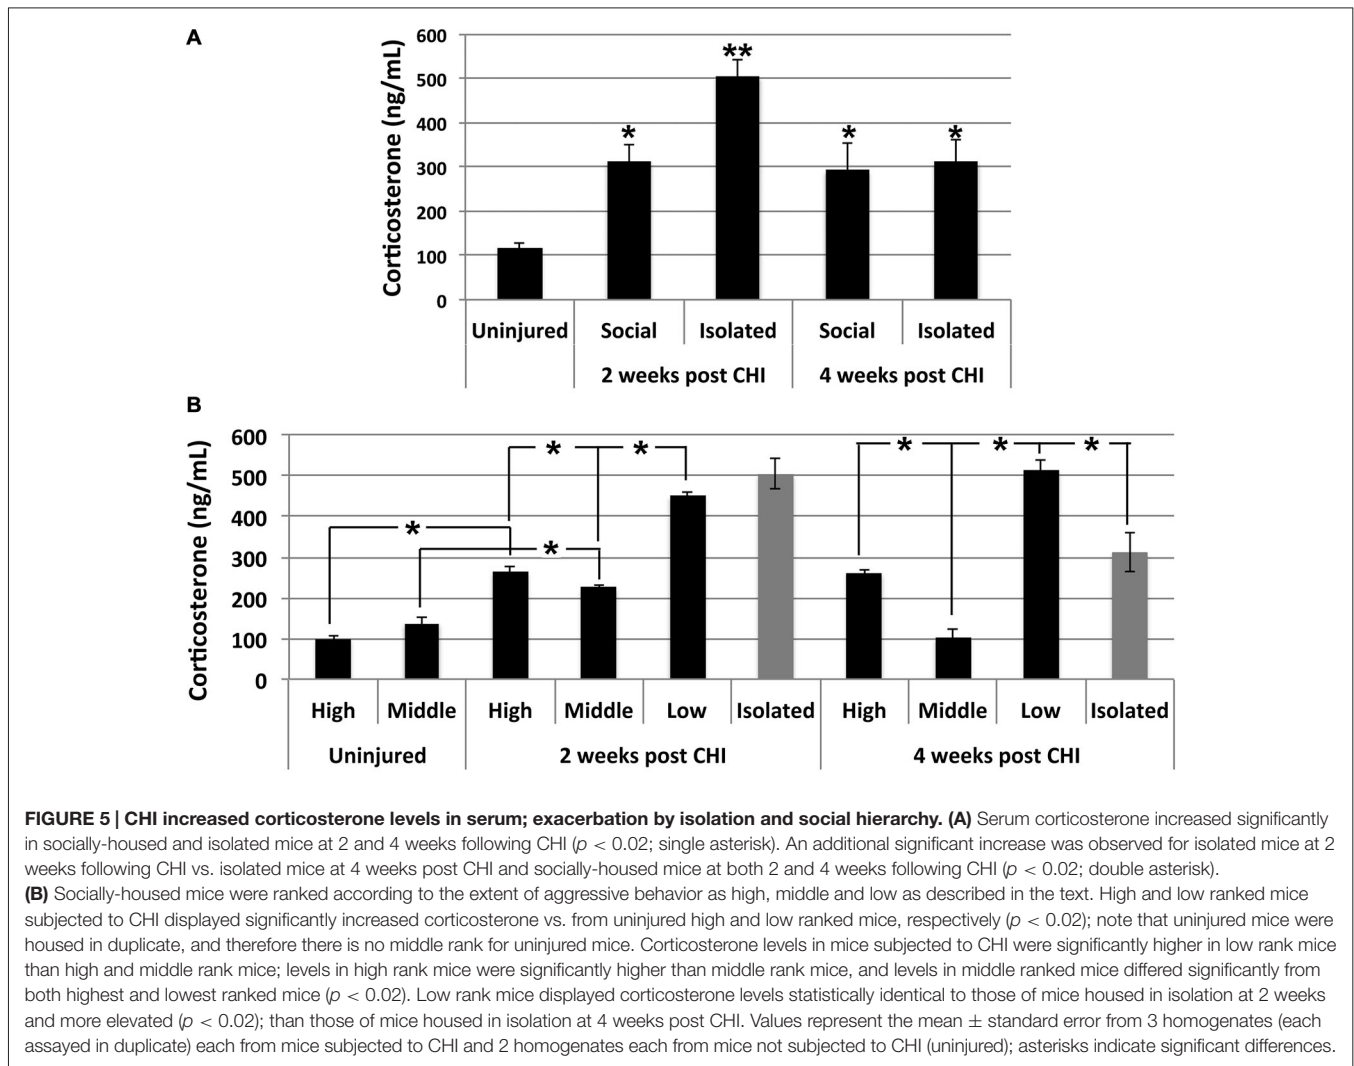 A
Corticosterone (ng/mL)
600
500
400
300
200
100
0
*
**
*
*
Uninjured
Social
Isolated
Social
Isolated
2 weeks post CHI
4 weeks post CHI
B
Corticosterone (ng/mL)
600
500
400
300
200
100
0
*
*
*
*
*
*
*
High
Middle
High
Middle
Low
Isolated
High
Middle
Low
Isolated
Uninjured
2 weeks post CHI
4 weeks post CHI
FIGURE 5 | CHI increased corticosterone levels in serum; exacerbation by isolation and social hierarchy. (A) Serum corticosterone increased significantly
in socially-housed and isolated mice at 2 and 4 weeks following CHI (p < 0.02; single asterisk). An additional significant increase was observed for isolated mice at 2
weeks following CHI vs. isolated mice at 4 weeks post CHI and socially-housed mice at both 2 and 4 weeks following CHI (p < 0.02; double asterisk).
(B) Socially-housed mice were ranked according to the extent of aggressive behavior as high, middle and low as described in the text. High and low ranked mice
subjected to CHI displayed significantly increased corticosterone vs. from uninjured high and low ranked mice, respectively (p < 0.02); note that uninjured mice were
housed in duplicate, and therefore there is no middle rank for uninjured mice. Corticosterone levels in mice subjected to CHI were significantly higher in low rank mice
than high and middle rank mice; levels in high rank mice were significantly higher than middle rank mice, and levels in middle ranked mice differed significantly from
both highest and lowest ranked mice (p < 0.02). Low rank mice displayed corticosterone levels statistically identical to those of mice housed in isolation at 2 weeks
and more elevated (p < 0.02); than those of mice housed in isolation at 4 weeks post CHI. Values represent the mean ± standard error from 3 homogenates (each
assayed in duplicate) each from mice subjected to CHI and 2 homogenates each from mice not subjected to CHI (uninjured); asterisks indicate significant differences.